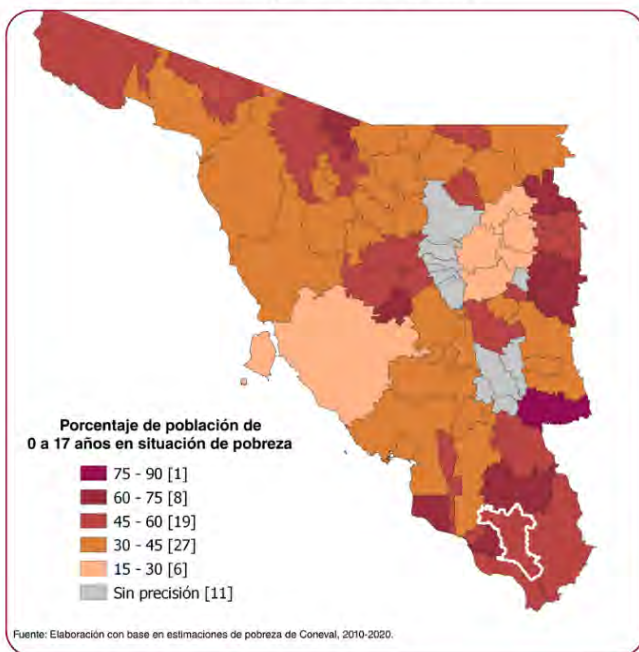 Porcentaje de población de
0 a 17 años en situación de pobreza
75 - 90 [1]
60 - 75 [8]
45 - 60 [19]
30 - 45 [27]
15 - 30 [6]
Sin precisión [11]
Fuente: Elaboración con base en estimaciones de pobreza de Coneval, 2010-2020.